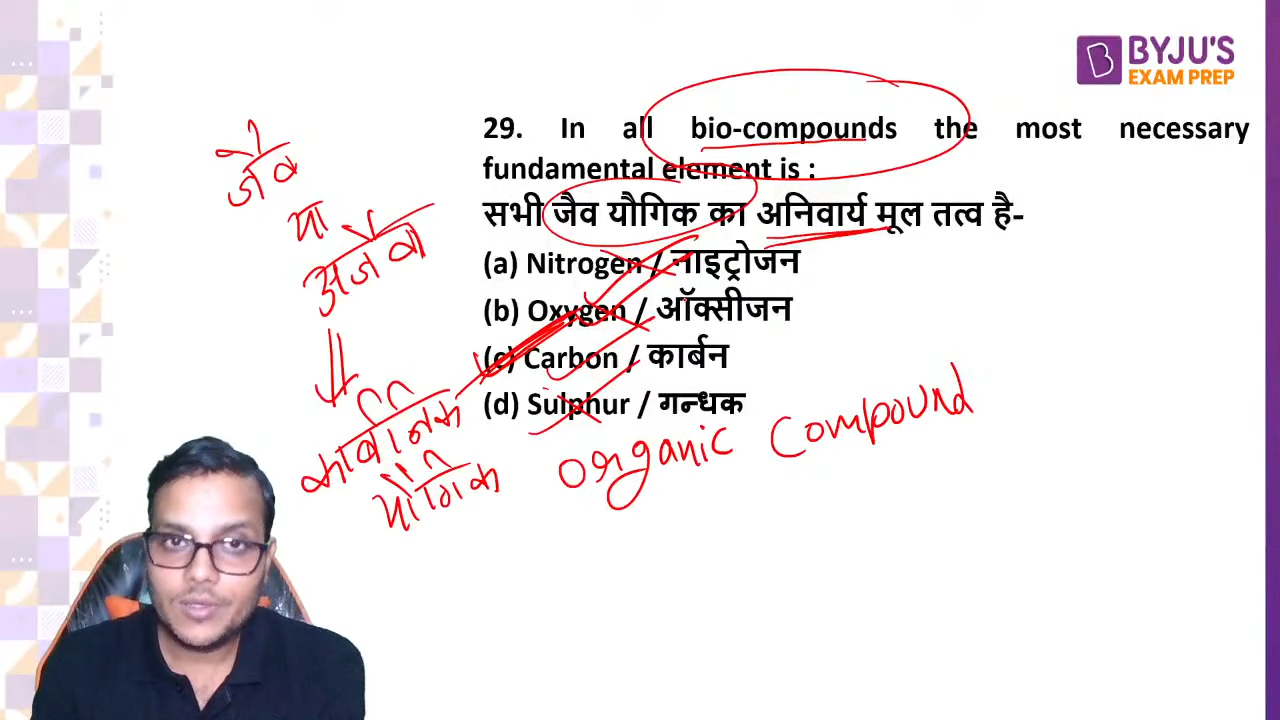 BYJU'S
EXAM PREP
29. In all bio-compounds the most necessary
fundamental element is :
सभी जैव यौगिक का अनिवार्य मूल तत्व है-
(a) Nitrogen / नाइट्रोजन
(b) Oxygen / ऑक्सीजन
(c) Carbon / कार्बन
(d) Sulphur / गन्धक
जैव
या
कार्बनिक
यौगिक
organic compound